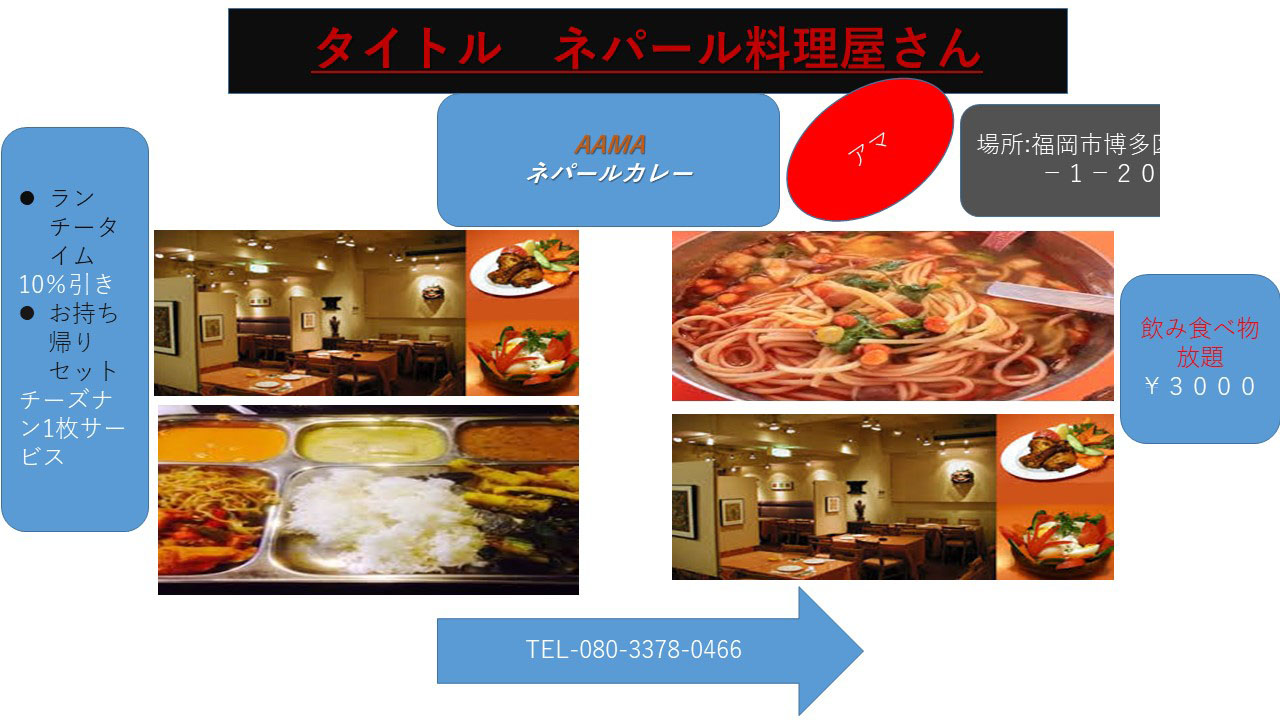 タイトル　ネパール料理屋さん
AAMA
ネパールカレー
アマ
場所:福岡市博多
－１－２０
● ラン
チータ
イム
10%引き
● お持ち
帰り
セット
チーズナ
ン1枚サー
ビス
飲み食べ物
放題
￥３０００
TEL-080-3378-0466